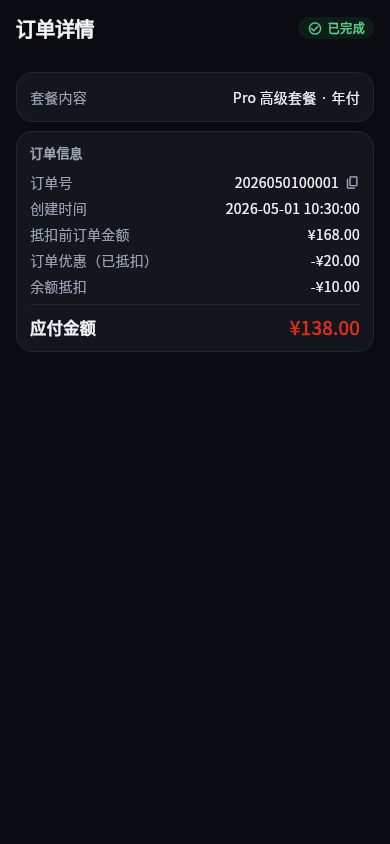 订单详情
已完成
套餐内容 Pro 高级套餐 · 年付
订单信息
订单号 2026050100001
创建时间 2026-05-01 10:30:00
抵扣前订单金额 ¥168.00
订单优惠（已抵扣） -¥20.00
余额抵扣 -¥10.00
应付金额 ¥138.00